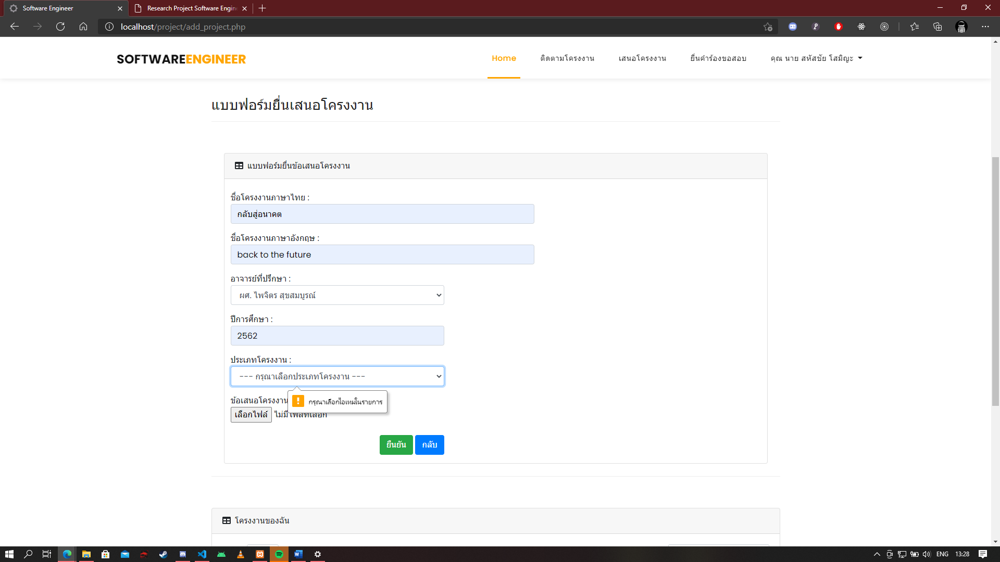 Software Engineer
Research Project Software Engin
localhost/project/add_project.php
SOFTWAREENGINEER
Home
ติดตามโครงงาน
เสนอโครงงาน
ยื่นคำร้องขอสอบ
คุณ นาย สหัสชัย โสมิญะ
แบบฟอร์มยื่นเสนอโครงงาน
แบบฟอร์มยื่นข้อเสนอโครงงาน
ชื่อโครงงานภาษาไทย :
กลับสู่อนาคต
ชื่อโครงงานภาษาอังกฤษ :
back to the future
อาจารย์ที่ปรึกษา :
ผศ. ไพจิตร สุขสมบูรณ์
ปีการศึกษา :
2562
ประเภทโครงงาน :
--- กรุณาเลือกประเภทโครงงาน ---
ข้อเสนอโครงงาน
กรุณาเลือกไอเทมในรายการ
เลือกไฟล์ ไม่มีไฟล์ที่เลือก
ยืนยัน
กลับ
โครงงานของฉัน
ENG
13:28